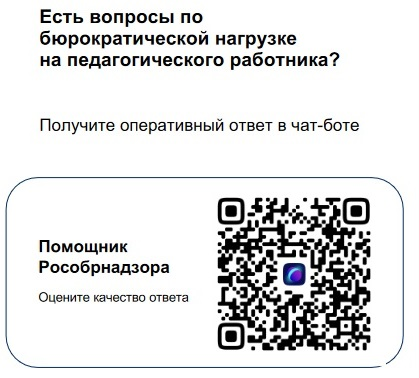 Есть вопросы по
бюрократической нагрузке
на педагогического работника?
Получите оперативный ответ в чат-боте
Помощник
Рособрнадзора
Оцените качество ответа